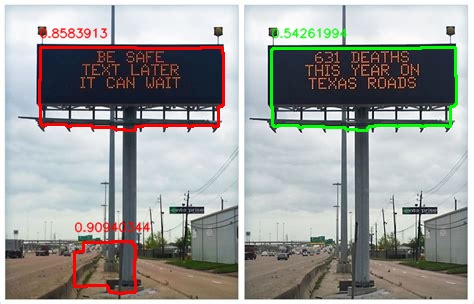 0.8583913
BE SAFE
TEXT LATER
IT CAN WAIT
0.90940344
0.54261994
631 DEATHS
THIS YEAR ON
TEXAS ROADS